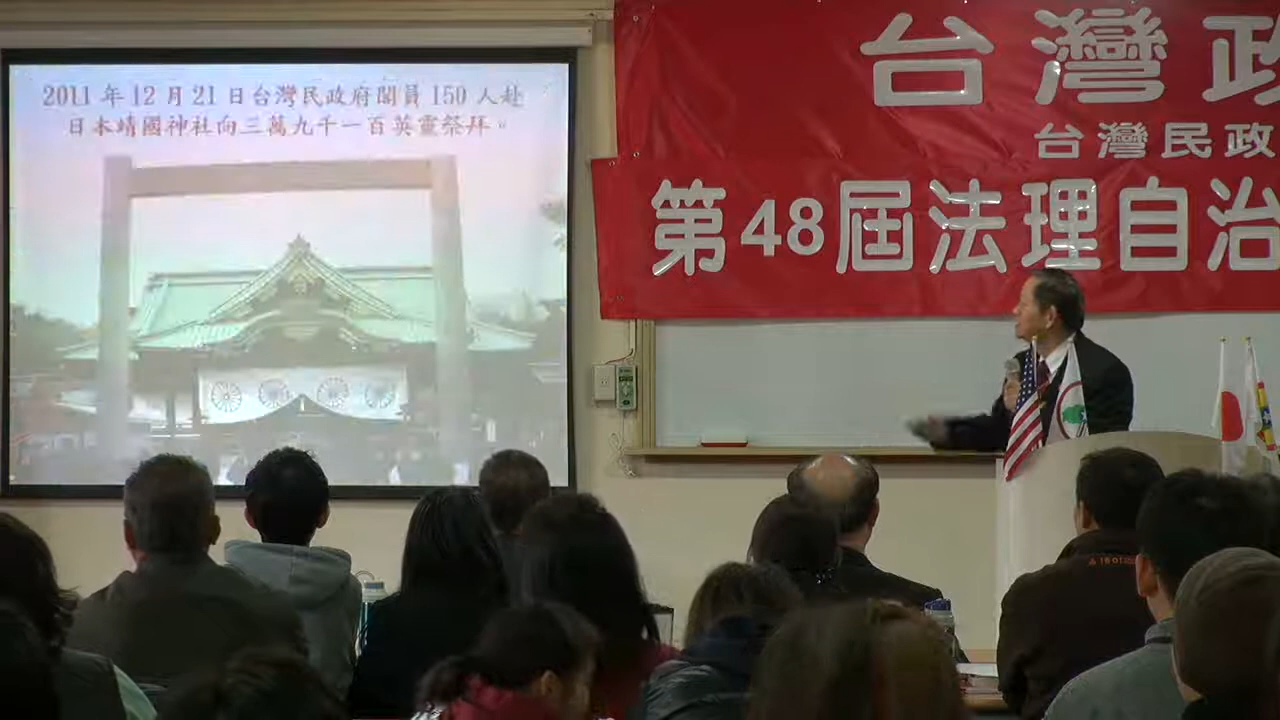 2011 年 12 月 21 日台灣民政府閣員 150 人赴
日本靖國神社向三萬九千一百英靈祭拜。
台灣政
台灣民政
第48屆法理自治